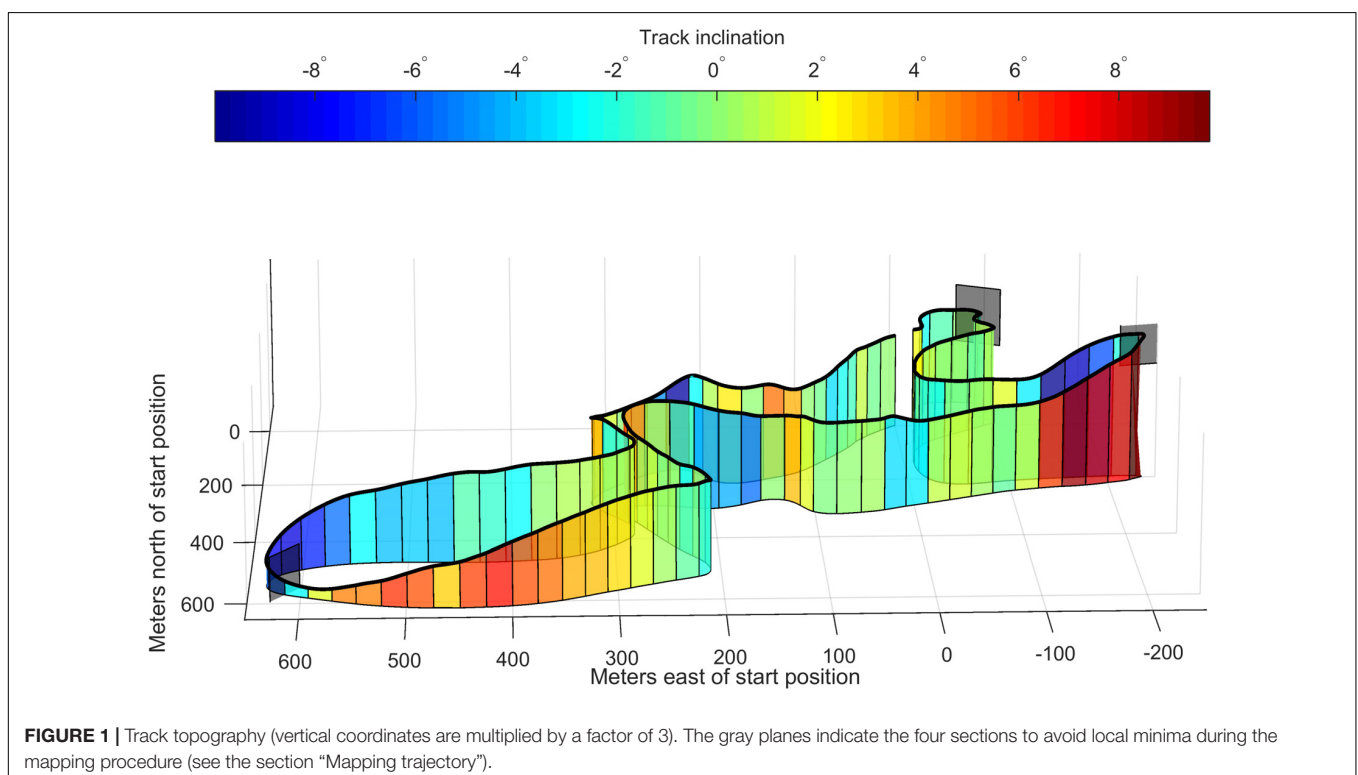 Track inclination
-8° -6° -4° -2° 0° 2° 4° 6° 8°
Meters north of start position
0
200
400
600
600 500 400 300 200 100 0 -100 -200
Meters east of start position
FIGURE 1 | Track topography (vertical coordinates are multiplied by a factor of 3). The gray planes indicate the four sections to avoid local minima during the
mapping procedure (see the section “Mapping trajectory”).